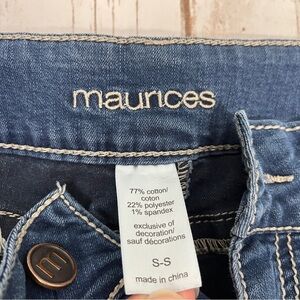 maurices
77% cotton/
coton
22% polyester
1% spandex
exclusive of
decoration/
sauf décorations
S-S
made in china
m